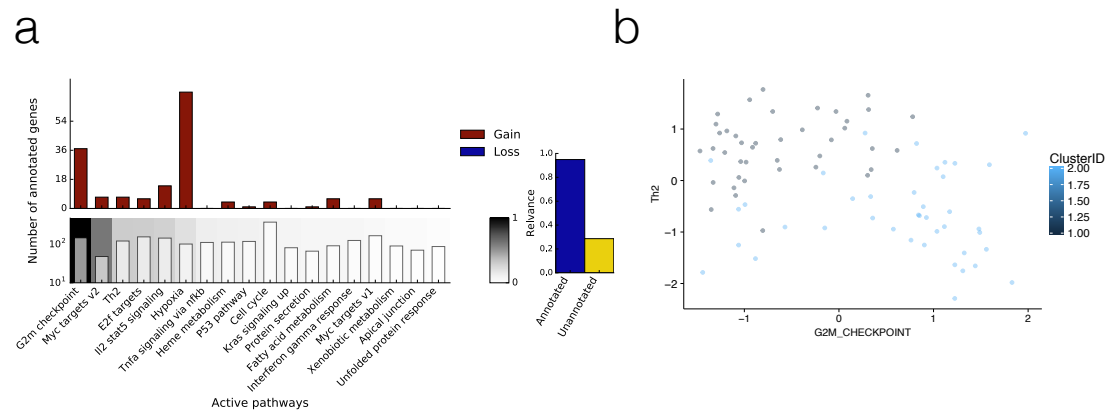 a
b
Number of annotated genes
54
36
18
0
10²
10¹
G2m checkpoint
Myc targets v2
Th2
E2f targets
Il2 stat5 signaling
Hypoxia
Tnfa signaling via nfkb
Heme metabolism
P53 pathway
Cell cycle
Kras signaling up
Protein secretion
Fatty acid metabolism
Interferon gamma response
Myc targets v1
Xenobiotic metabolism
Apical junction
Unfolded protein response
Active pathways
Gain
Loss
1
0
Relvance
1.0
0.8
0.6
0.4
0.2
0.0
Annotated
Unannotated
Th2
1
0
−1
−2
−1
0
1
2
G2M_CHECKPOINT
ClusterID
2.00
1.75
1.50
1.25
1.00